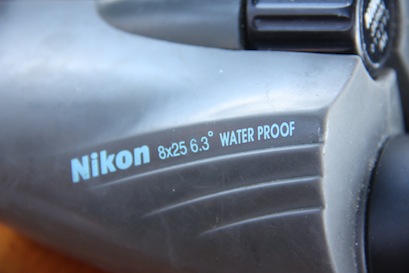 Nikon 8x25 6.3° WATER PROOF